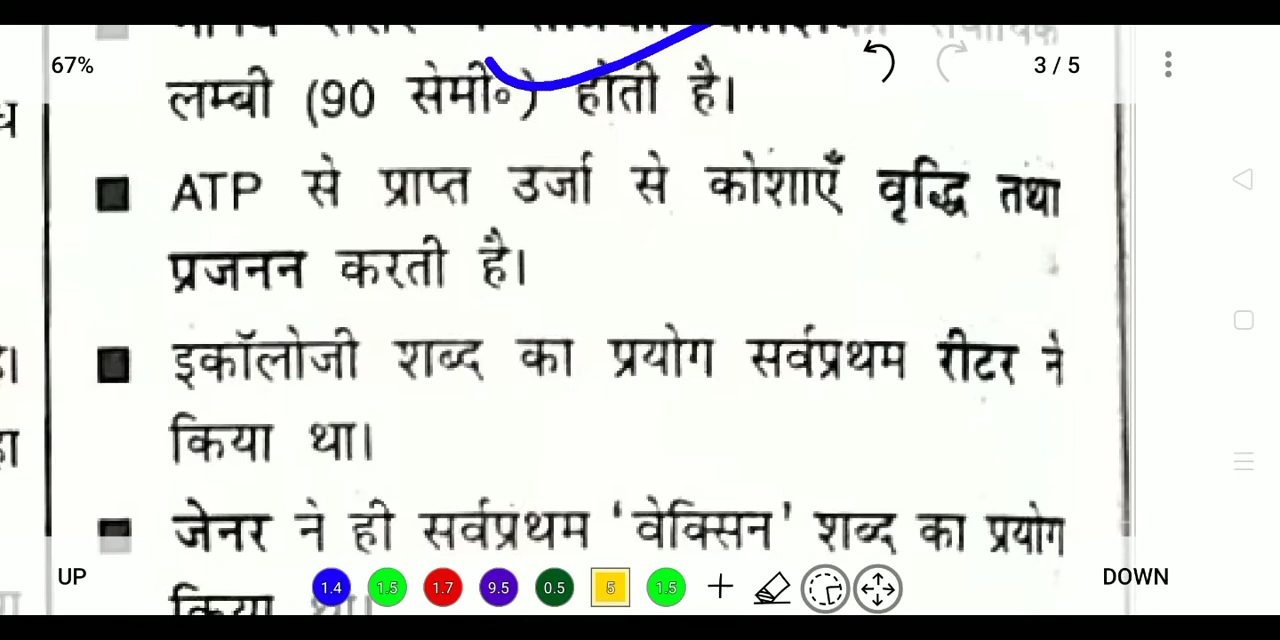 67%
3 / 5
लम्बी (90 सेमी०) होती है।
ATP से प्राप्त उर्जा से कोशाएँ वृद्धि तथा
प्रजनन करती है।
इकॉलोजी शब्द का प्रयोग सर्वप्रथम रीटर ने
किया था।
जेनर ने ही सर्वप्रथम 'वेक्सिन' शब्द का प्रयोग
किया था।
UP
1.4 1.5 1.7 9.5 0.5 5 1.5
DOWN